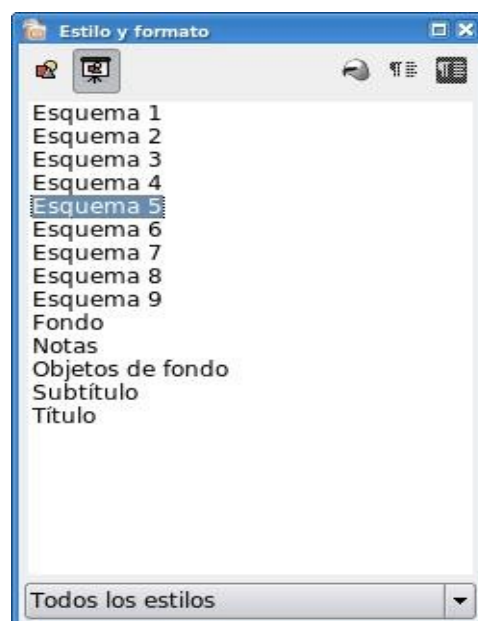 Estilo y formato
Esquema 1
Esquema 2
Esquema 3
Esquema 4
Esquema 5
Esquema 6
Esquema 7
Esquema 8
Esquema 9
Fondo
Notas
Objetos de fondo
Subtítulo
Título
Todos los estilos